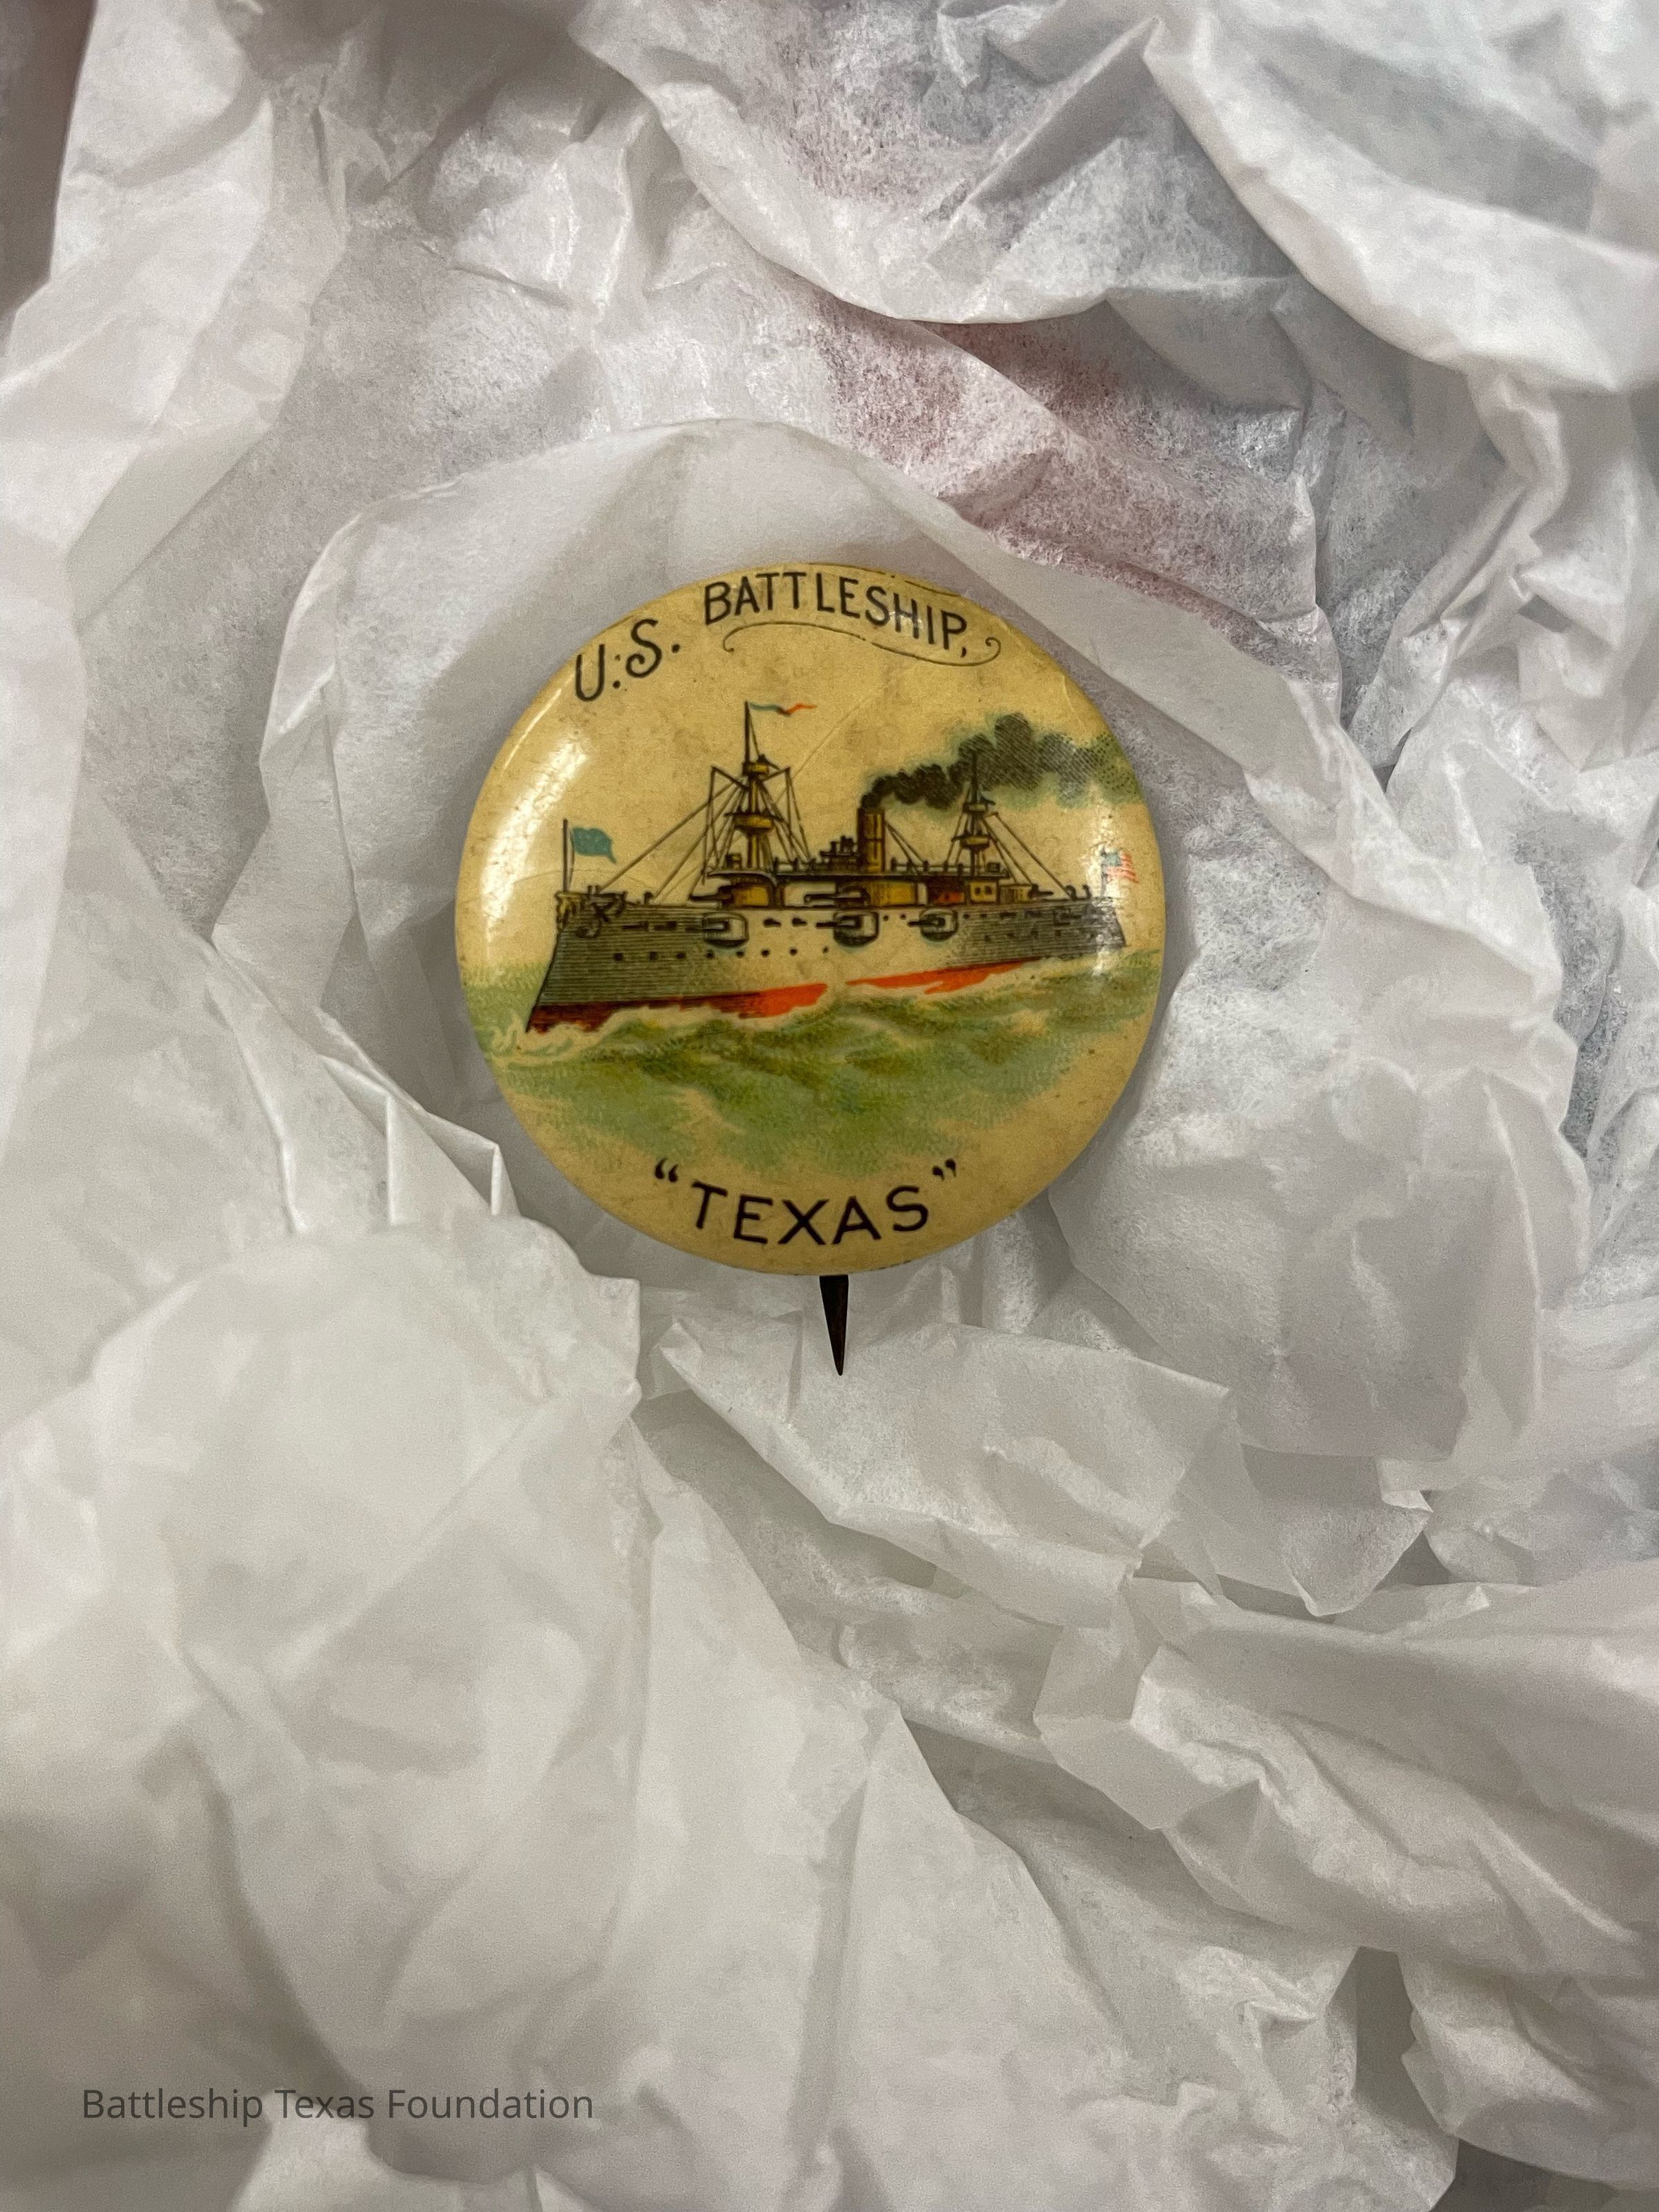 U.S. BATTLESHIP,
"TEXAS"
Battleship Texas Foundation